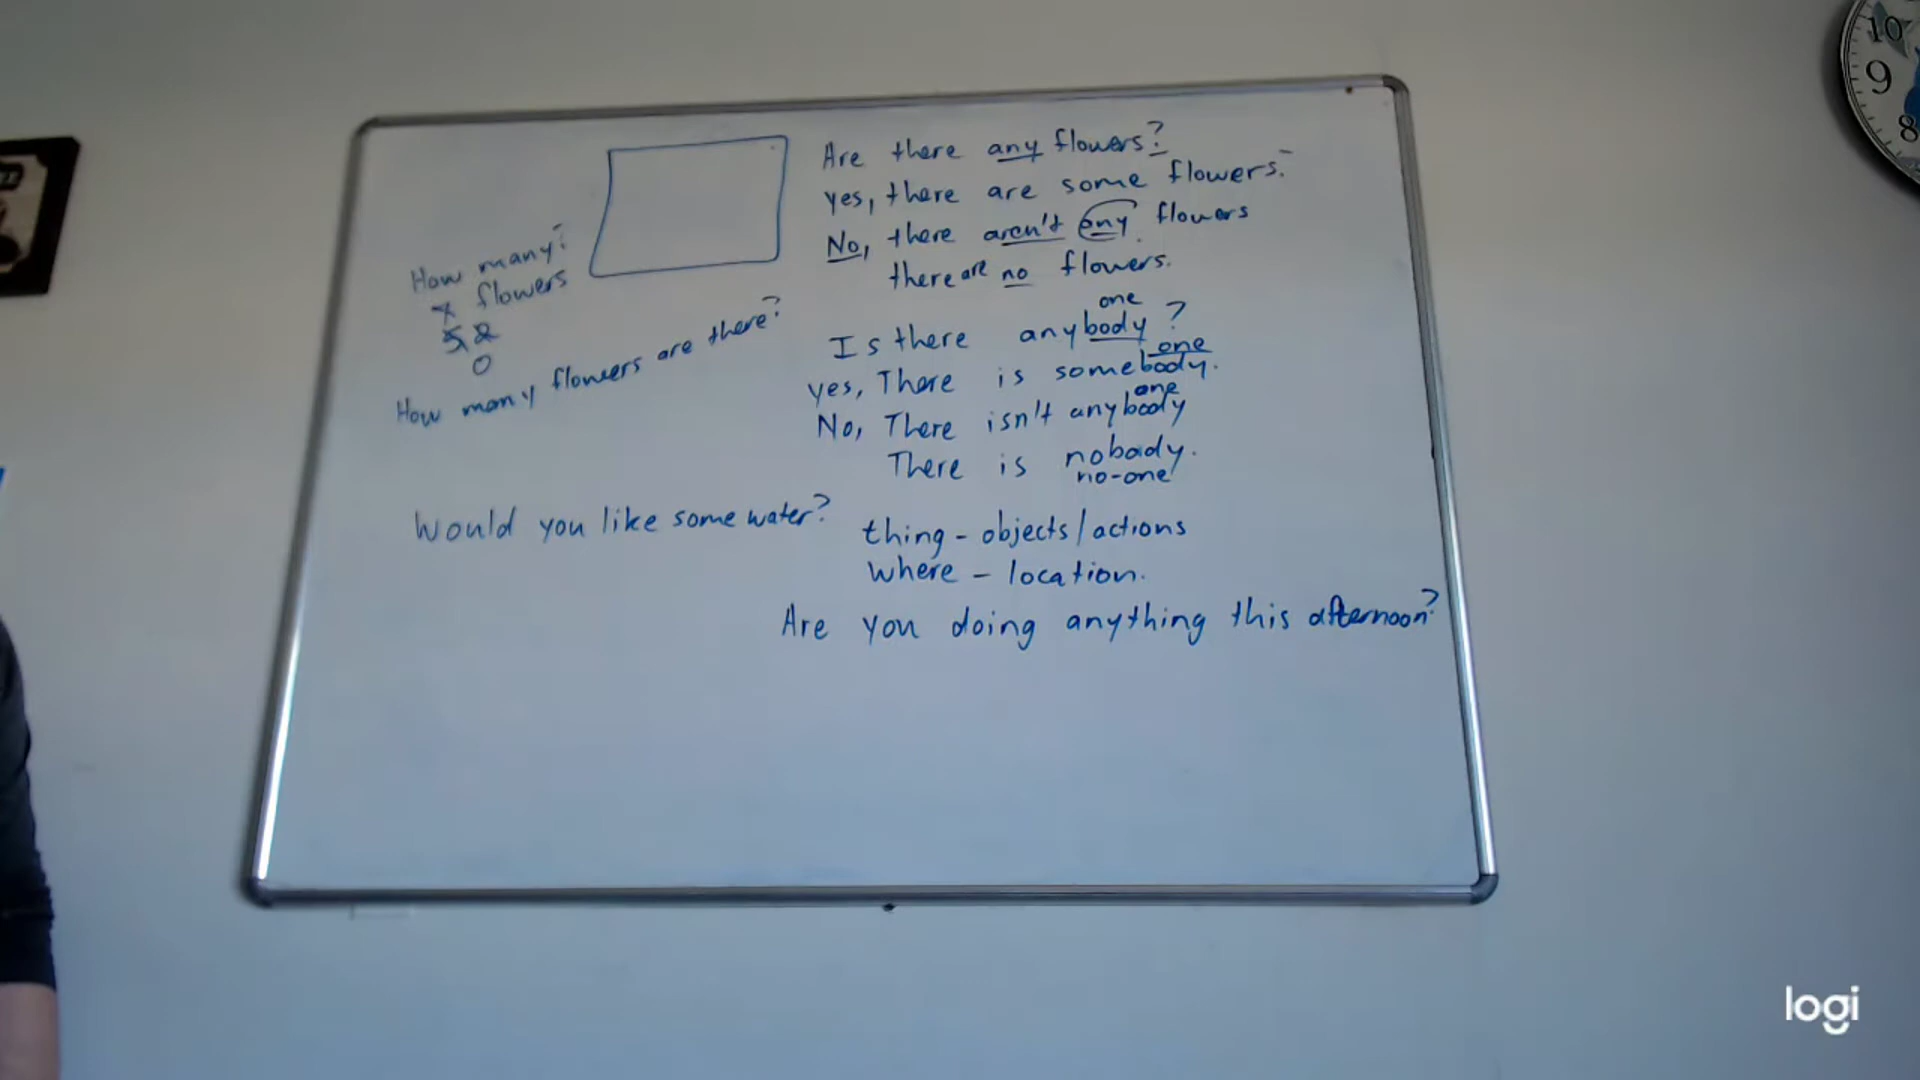 Are there any flowers?
yes, there are some flowers.
No, there aren't any flowers
there are no flowers.
one
Is there anybody?
one
yes, There is somebody.
one
No, There isn't anybody
There is nobody.
no-one
thing - objects/actions
where - location.
Are you doing anything this afternoon?
How many?
flowers
0
How many flowers are there?
Would you like some water?
10
9
8
logi